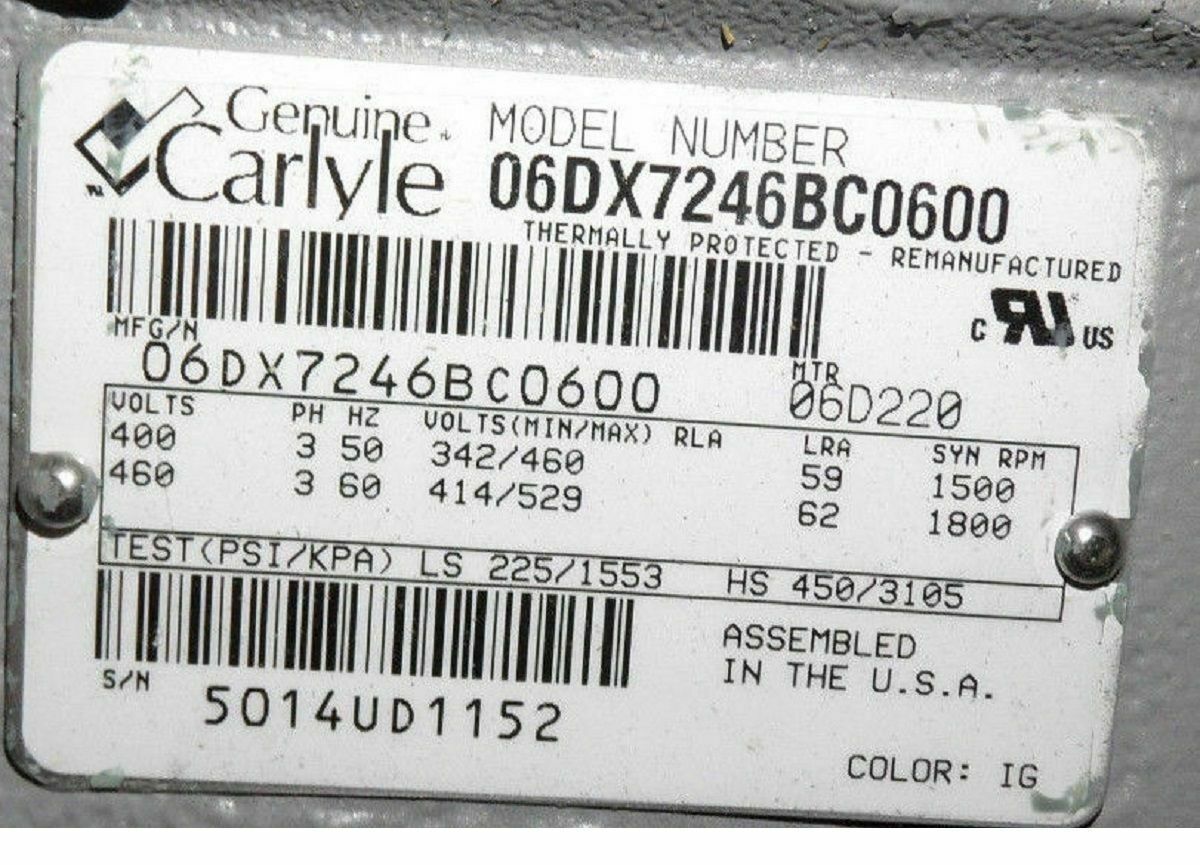 Genuine
Carlyle
MODEL NUMBER
06DX7246BC0600
THERMALLY PROTECTED - REMANUFACTURED
C RU US
MFG/N
06DX7246BC0600
MTR
06D220
VOLTS PH HZ VOLTS(MIN/MAX) RLA LRA SYN RPM
400 3 50 342/460 59 1500
460 3 60 414/529 62 1800
TEST(PSI/KPA) LS 225/1553 HS 450/3105
S/N
5014UD1152
ASSEMBLED
IN THE U.S.A.
COLOR: IG